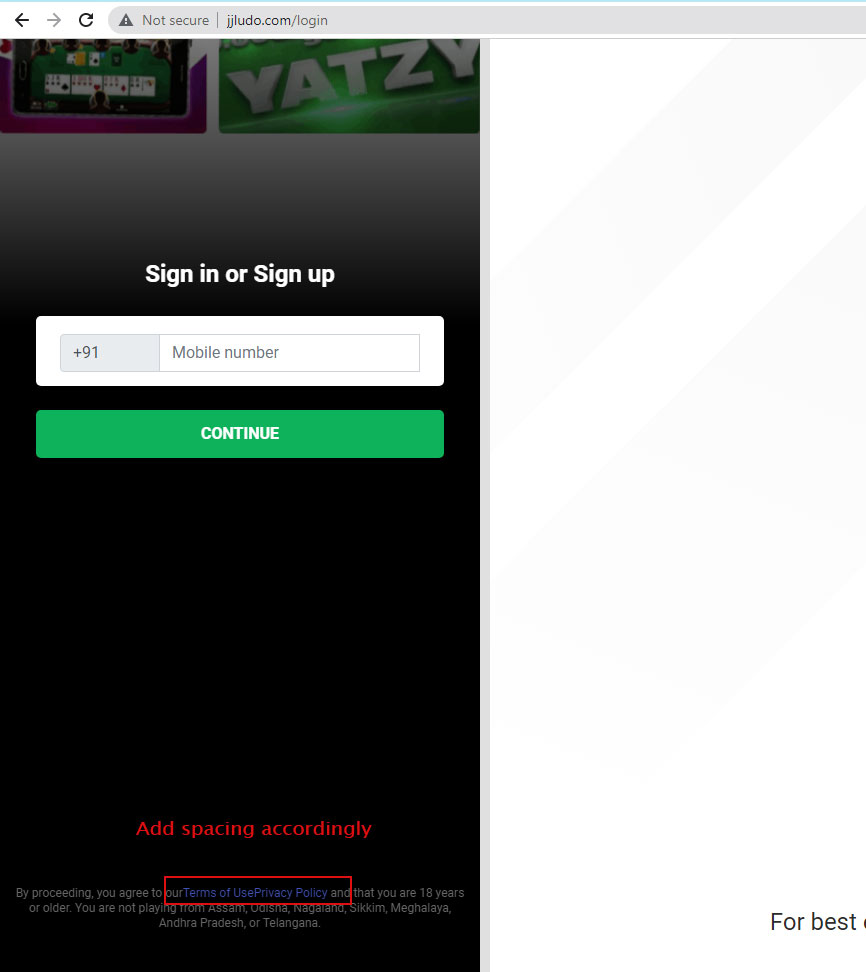 Not secure | jjludo.com/login
YATZY
Sign in or Sign up
+91 Mobile number
CONTINUE
Add spacing accordingly
By proceeding, you agree to ourTerms of UsePrivacy Policy and that you are 18 years
or older. You are not playing from Assam, Odisha, Nagaland, Sikkim, Meghalaya,
Andhra Pradesh, or Telangana.
For best